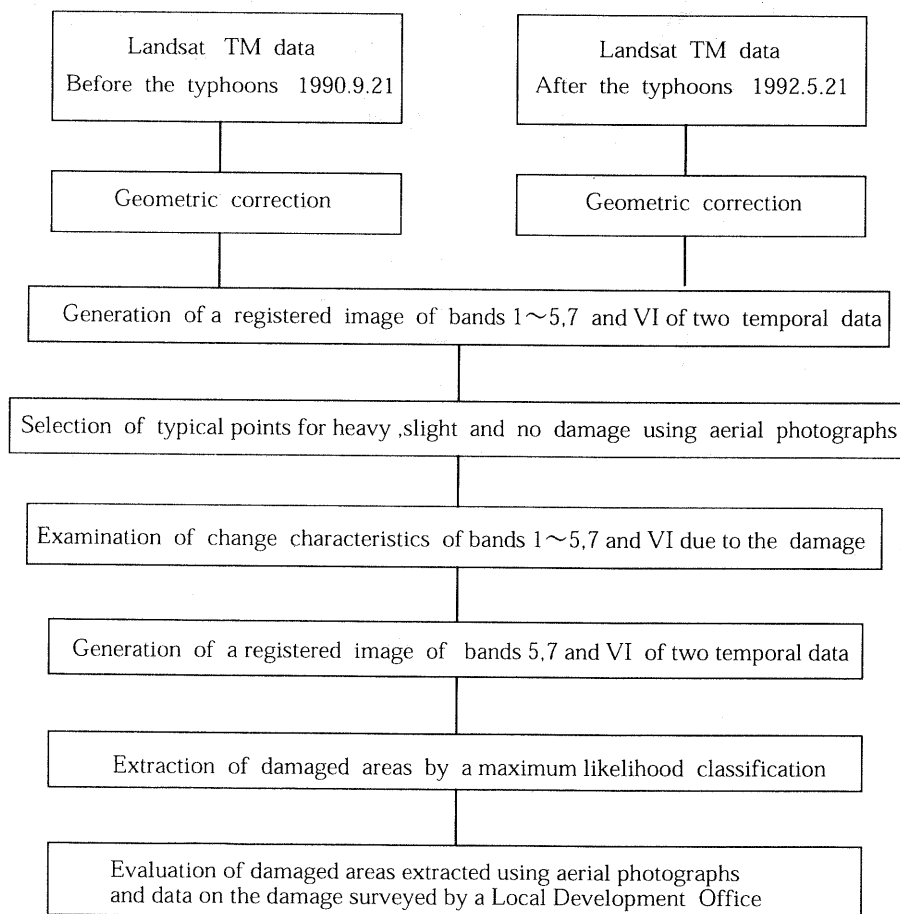 Landsat TM data
Before the typhoons 1990.9.21
Landsat TM data
After the typhoons 1992.5.21
Geometric correction
Geometric correction
Generation of a registered image of bands 1～5,7 and VI of two temporal data
Selection of typical points for heavy ,slight and no damage using aerial photographs
Examination of change characteristics of bands 1～5,7 and VI due to the damage
Generation of a registered image of bands 5,7 and VI of two temporal data
Extraction of damaged areas by a maximum likelihood classification
Evaluation of damaged areas extracted using aerial photographs
and data on the damage surveyed by a Local Development Office